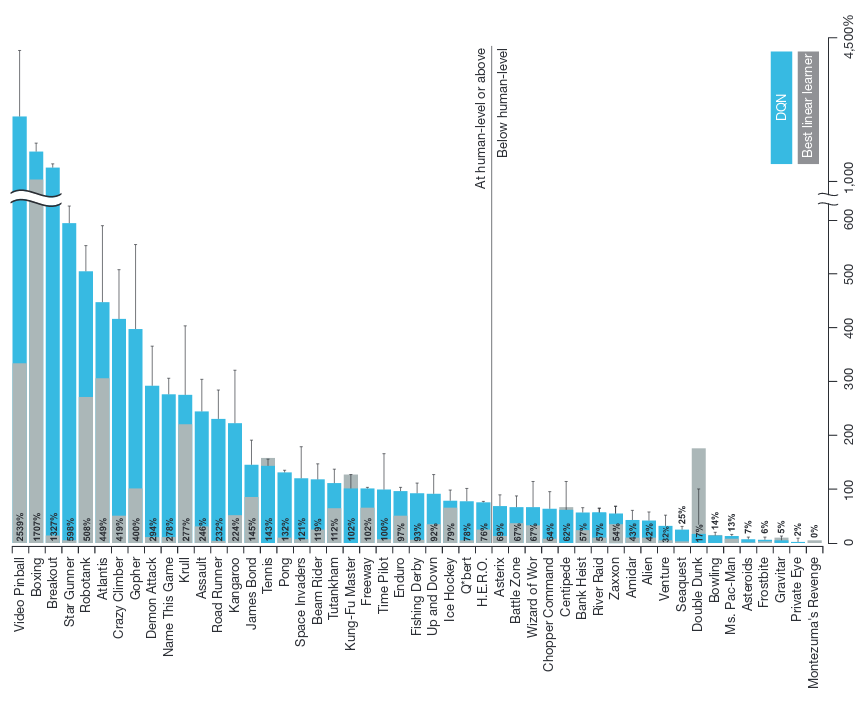 4,500%
1,000
600
500
400
300
200
100
0
At human-level or above
Below human-level
DQN
Best linear learner
2539%
1707%
1327%
598%
508%
449%
419%
400%
294%
278%
277%
246%
232%
224%
145%
143%
132%
121%
119%
112%
102%
102%
100%
97%
93%
92%
79%
78%
76%
69%
67%
67%
64%
62%
57%
57%
54%
43%
42%
32%
25%
17%
14%
13%
7%
6%
5%
2%
0%
Video Pinball
Boxing
Breakout
Star Gunner
Robotank
Atlantis
Crazy Climber
Gopher
Demon Attack
Name This Game
Krull
Assault
Road Runner
Kangaroo
James Bond
Tennis
Pong
Space Invaders
Beam Rider
Tutankham
Kung-Fu Master
Freeway
Time Pilot
Enduro
Fishing Derby
Up and Down
Ice Hockey
Q*bert
H.E.R.O.
Asterix
Battle Zone
Wizard of Wor
Chopper Command
Centipede
Bank Heist
River Raid
Zaxxon
Amidar
Alien
Venture
Seaquest
Double Dunk
Bowling
Ms. Pac-Man
Asteroids
Frostbite
Gravitar
Private Eye
Montezuma's Revenge